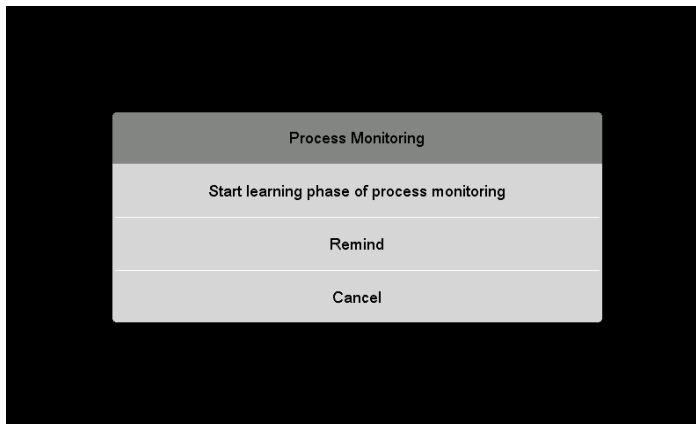 Process Monitoring
Start learning phase of process monitoring
Remind
Cancel